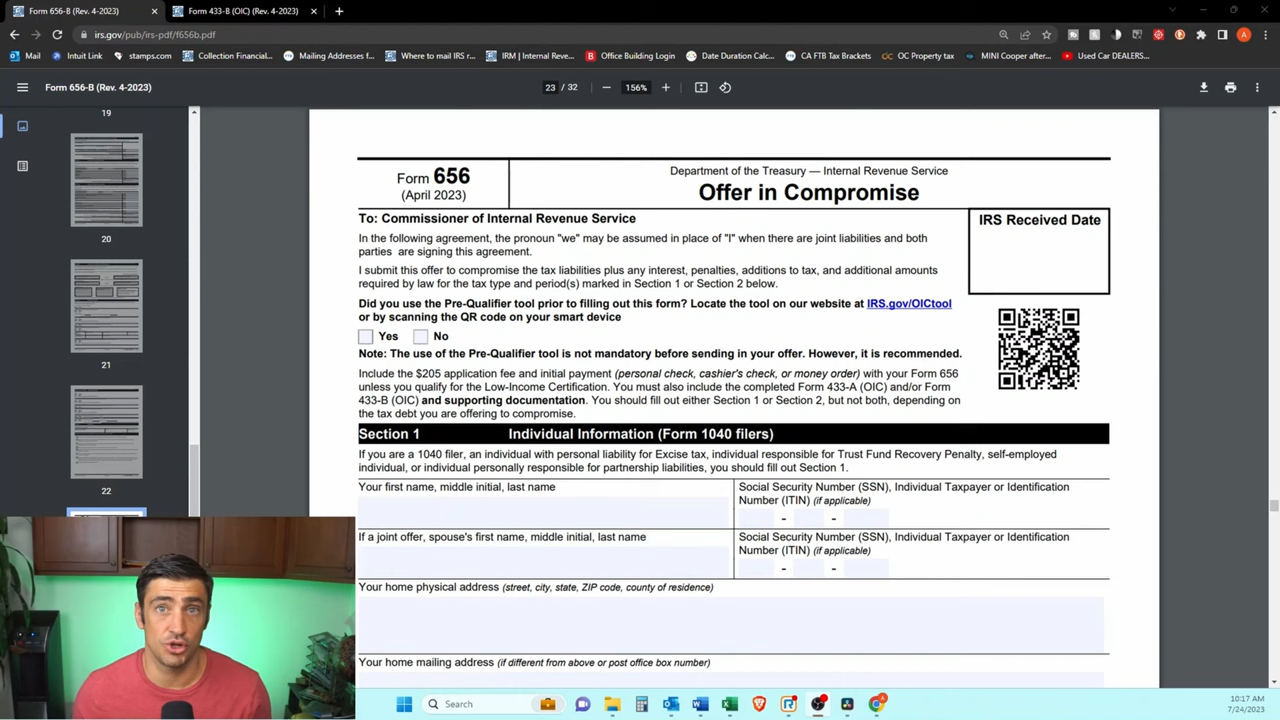 Form 656-B (Rev. 4-2023)
Form 433-B (OIC) (Rev. 4-2023)
irs.gov/pub/irs-pdf/f656b.pdf
A
Mail
Intuit Link
stamps.com
Collection Financial...
Mailing Addresses f...
Where to mail IRS r...
IRM | Internal Reve...
Office Building Login
Date Duration Calc...
CA FTB Tax Brackets
OC Property tax
MINI Cooper after...
Used Car DEALERS...
Form 656-B (Rev. 4-2023)
23 / 32
156%
19
20
21
22
Form 656
(April 2023)
Department of the Treasury — Internal Revenue Service
Offer in Compromise
To: Commissioner of Internal Revenue Service
IRS Received Date
In the following agreement, the pronoun "we" may be assumed in place of "I" when there are joint liabilities and both
parties are signing this agreement.
I submit this offer to compromise the tax liabilities plus any interest, penalties, additions to tax, and additional amounts
required by law for the tax type and period(s) marked in Section 1 or Section 2 below.
Did you use the Pre-Qualifier tool prior to filling out this form? Locate the tool on our website at IRS.gov/OICtool
or by scanning the QR code on your smart device
Yes No
Note: The use of the Pre-Qualifier tool is not mandatory before sending in your offer. However, it is recommended.
Include the $205 application fee and initial payment (personal check, cashier's check, or money order) with your Form 656
unless you qualify for the Low-Income Certification. You must also include the completed Form 433-A (OIC) and/or Form
433-B (OIC) and supporting documentation. You should fill out either Section 1 or Section 2, but not both, depending on
the tax debt you are offering to compromise.
Section 1 Individual Information (Form 1040 filers)
If you are a 1040 filer, an individual with personal liability for Excise tax, individual responsible for Trust Fund Recovery Penalty, self-employed
individual, or individual personally responsible for partnership liabilities, you should fill out Section 1.
Your first name, middle initial, last name
Social Security Number (SSN), Individual Taxpayer or Identification
Number (ITIN) (if applicable)
- -
If a joint offer, spouse's first name, middle initial, last name
Social Security Number (SSN), Individual Taxpayer or Identification
Number (ITIN) (if applicable)
- -
Your home physical address (street, city, state, ZIP code, county of residence)
Your home mailing address (if different from above or post office box number)
Search
10:17 AM
7/24/2023